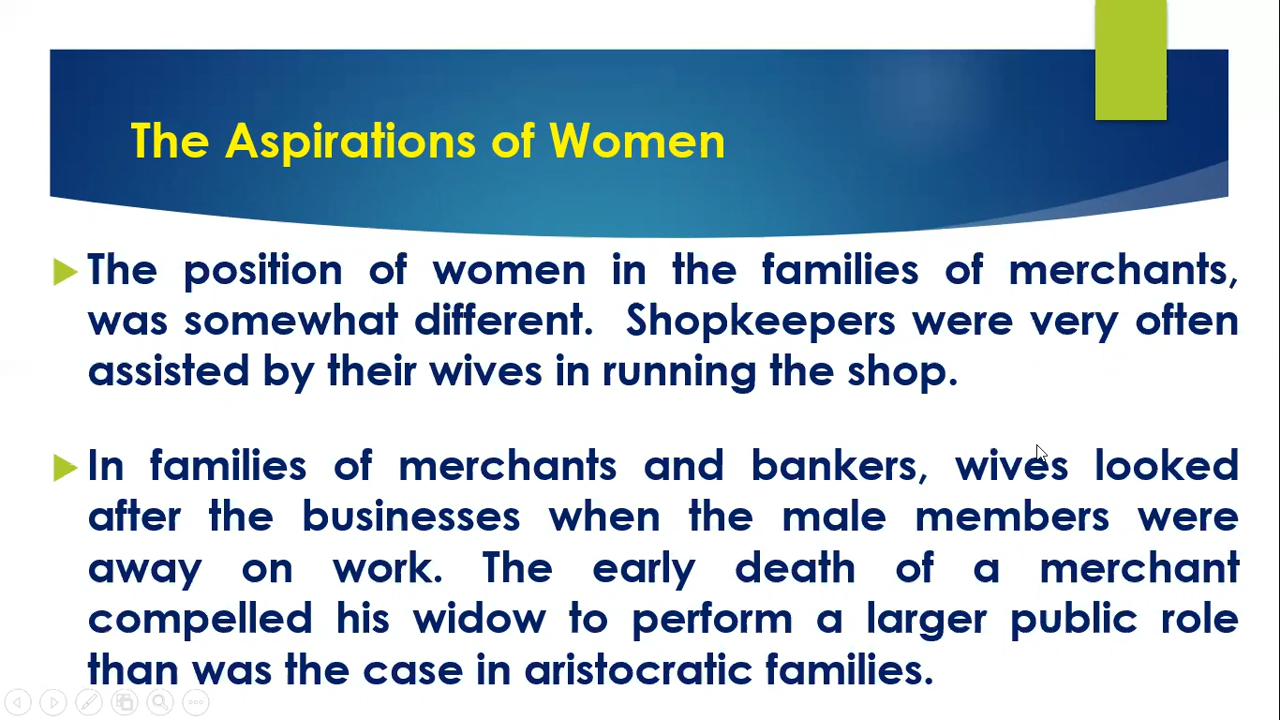 The Aspirations of Women
The position of women in the families of merchants,
was somewhat different. Shopkeepers were very often
assisted by their wives in running the shop.
In families of merchants and bankers, wives looked
after the businesses when the male members were
away on work. The early death of a merchant
compelled his widow to perform a larger public role
than was the case in aristocratic families.